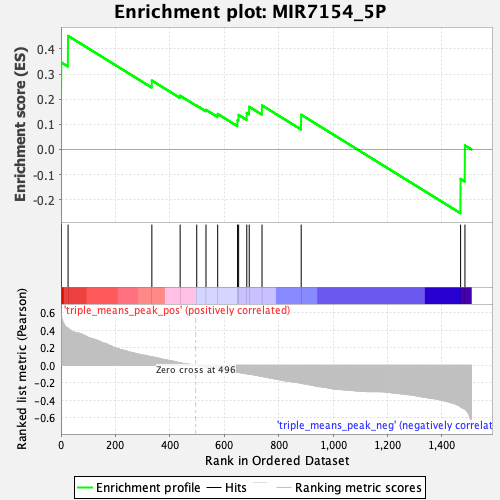 Enrichment plot: MIR7154_5P
Enrichment score (ES)
0.4
0.3
0.2
0.1
0.0
-0.1
-0.2
'triple_means_peak_pos' (positively correlated)
Ranked list metric (Pearson)
0.6
0.4
0.2
0.0
-0.2
-0.4
-0.6
Zero cross at 496
'triple_means_peak_neg' (negatively correlat
0 200 400 600 800 1,000 1,200 1,400
Rank in Ordered Dataset
Enrichment profile Hits Ranking metric scores